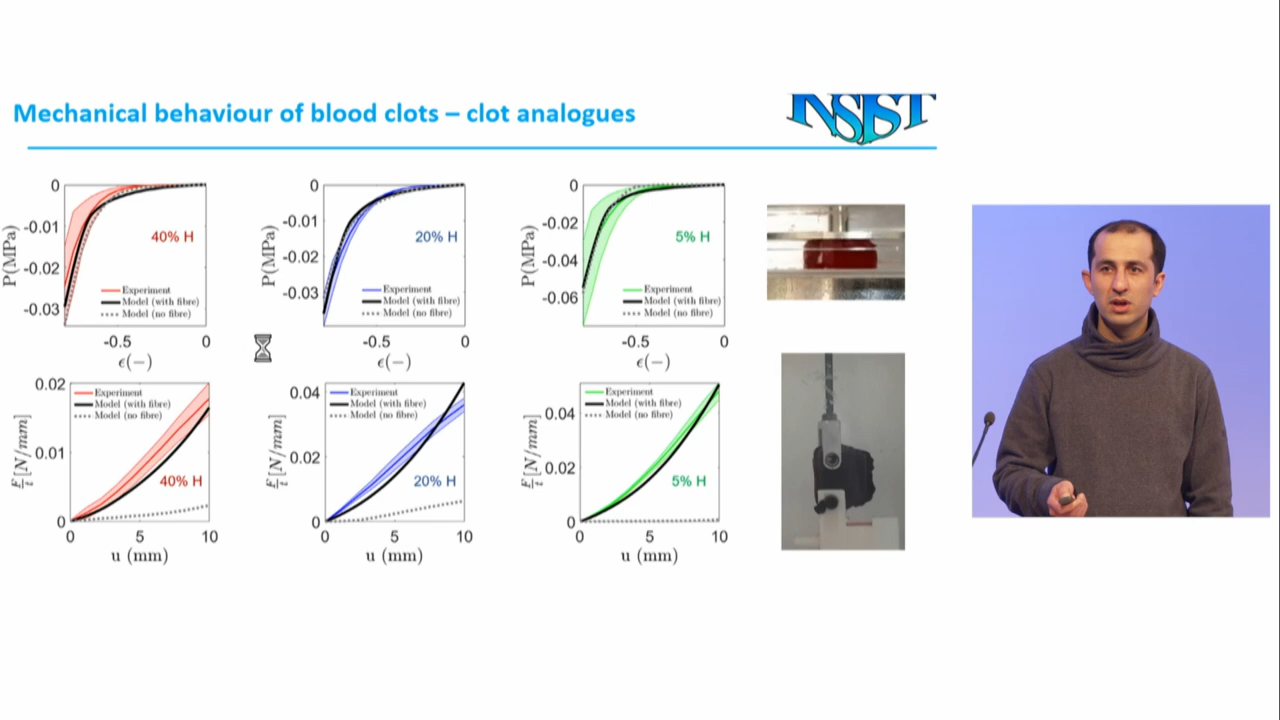 Mechanical behaviour of blood clots – clot analogues
INSIST
0
-0.01
-0.02
-0.03
P(MPa)
40% H
Experiment
Model (with fibre)
Model (no fibre)
-0.5
0
ϵ(−)
0
-0.01
-0.02
-0.03
P(MPa)
20% H
Experiment
Model (with fibre)
Model (no fibre)
-0.5
0
ϵ(−)
0
-0.02
-0.04
-0.06
P(MPa)
5% H
Experiment
Model (with fibre)
Model (no fibre)
-0.5
0
ϵ(−)
0.02
0.01
0
Experiment
Model (with fibre)
Model (no fibre)
40% H
0
5
10
u (mm)
0.04
0.02
0
Experiment
Model (with fibre)
Model (no fibre)
20% H
0
5
10
u (mm)
0.04
0.02
0
Experiment
Model (with fibre)
Model (no fibre)
5% H
0
5
10
u (mm)